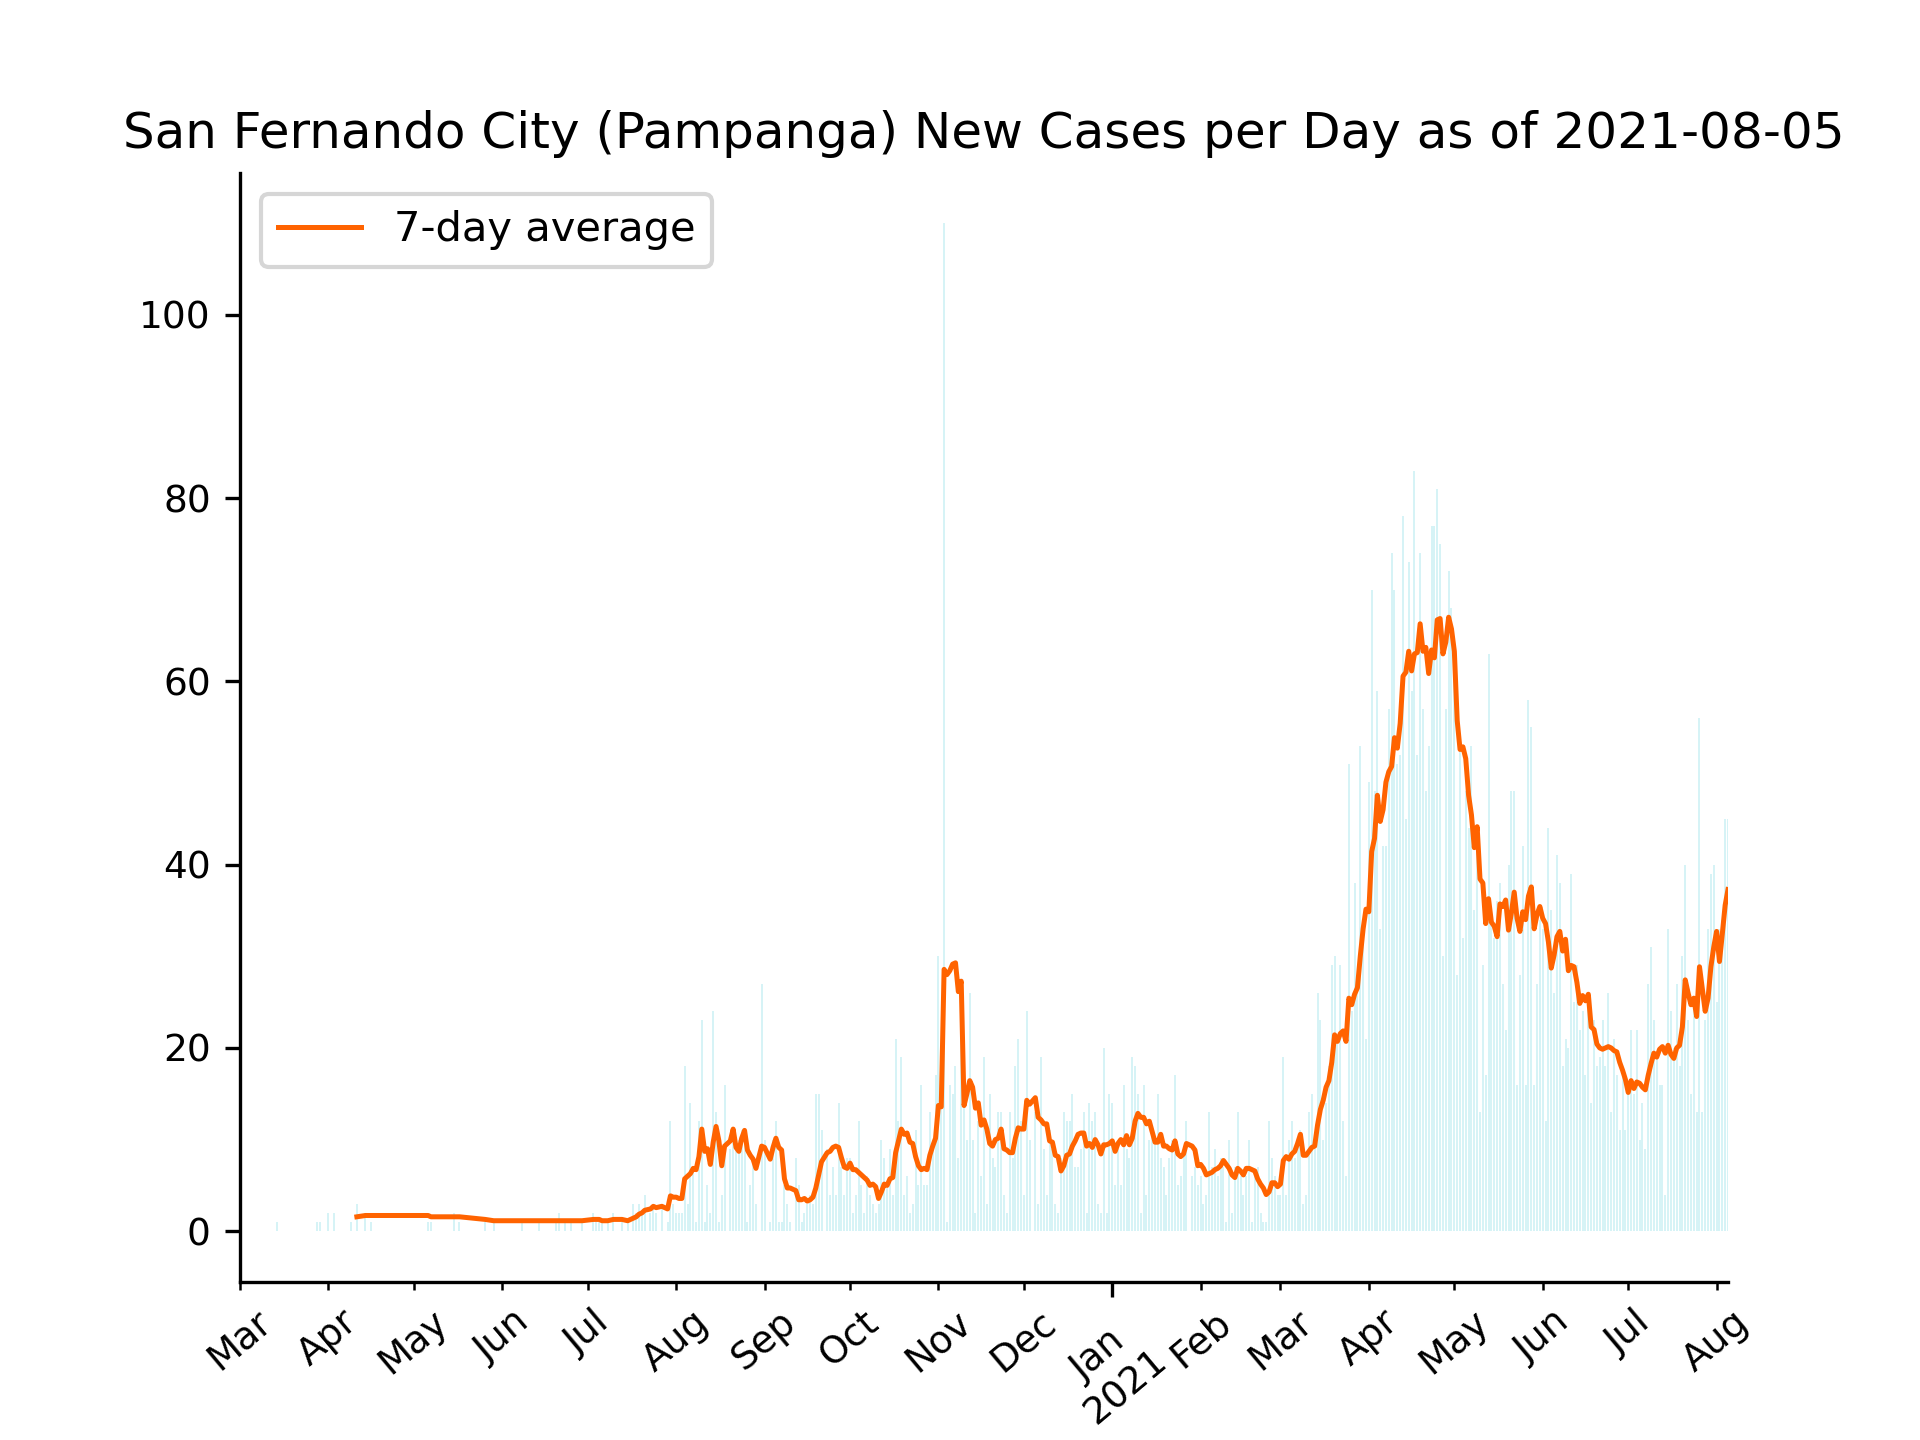 San Fernando City (Pampanga) New Cases per Day as of 2021-08-05
7-day average
100
80
60
40
20
0
Mar Apr May Jun Jul Aug Sep Oct Nov Dec Jan Feb Mar Apr May Jun Jul Aug
2021